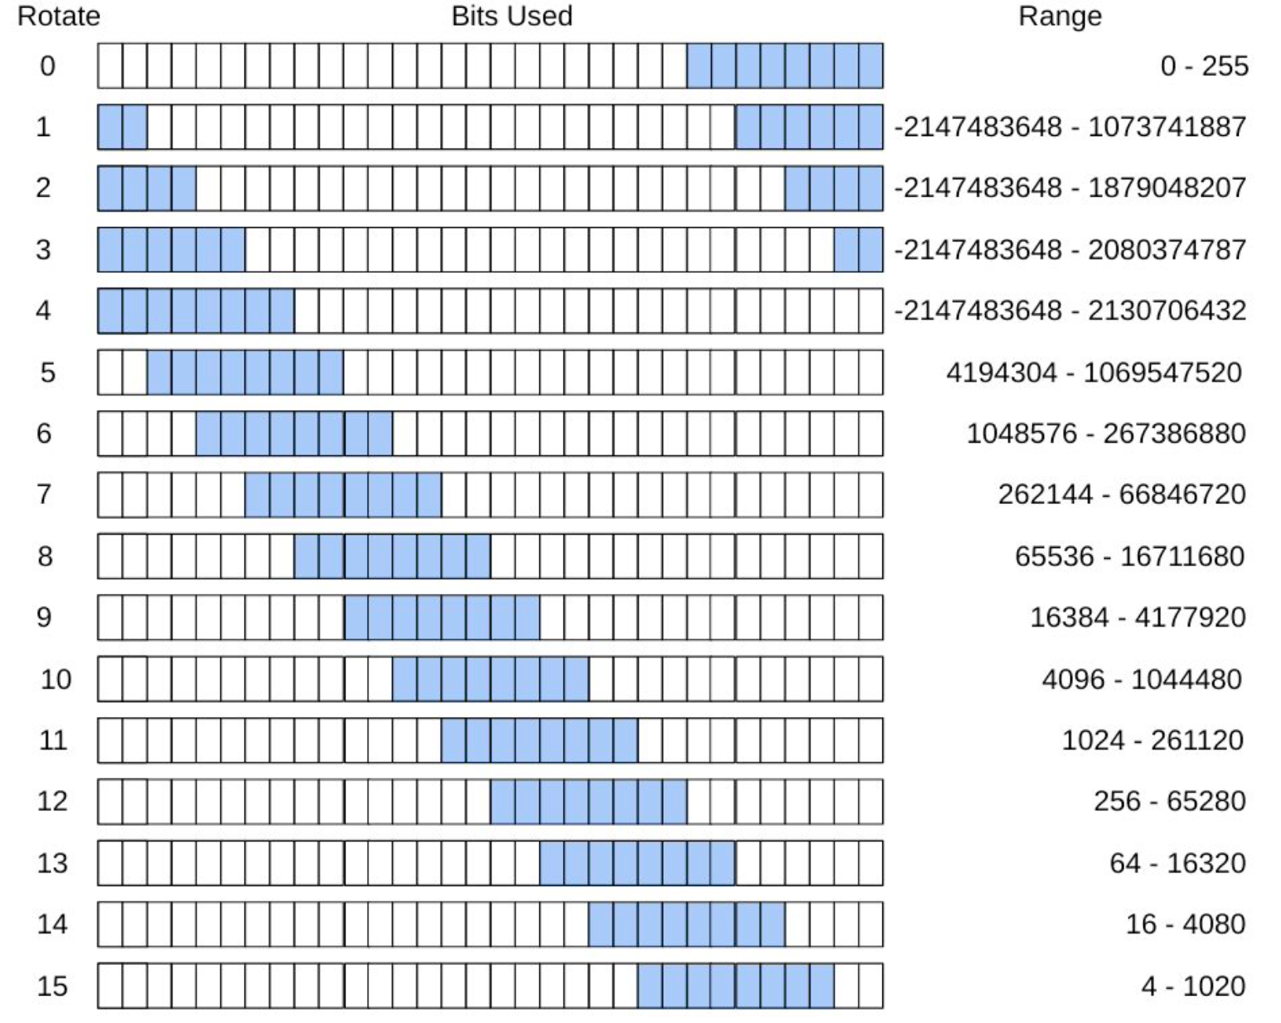 Rotate Bits Used Range
0 0 - 255
1 -2147483648 - 1073741887
2 -2147483648 - 1879048207
3 -2147483648 - 2080374787
4 -2147483648 - 2130706432
5 4194304 - 1069547520
6 1048576 - 267386880
7 262144 - 66846720
8 65536 - 16711680
9 16384 - 4177920
10 4096 - 1044480
11 1024 - 261120
12 256 - 65280
13 64 - 16320
14 16 - 4080
15 4 - 1020